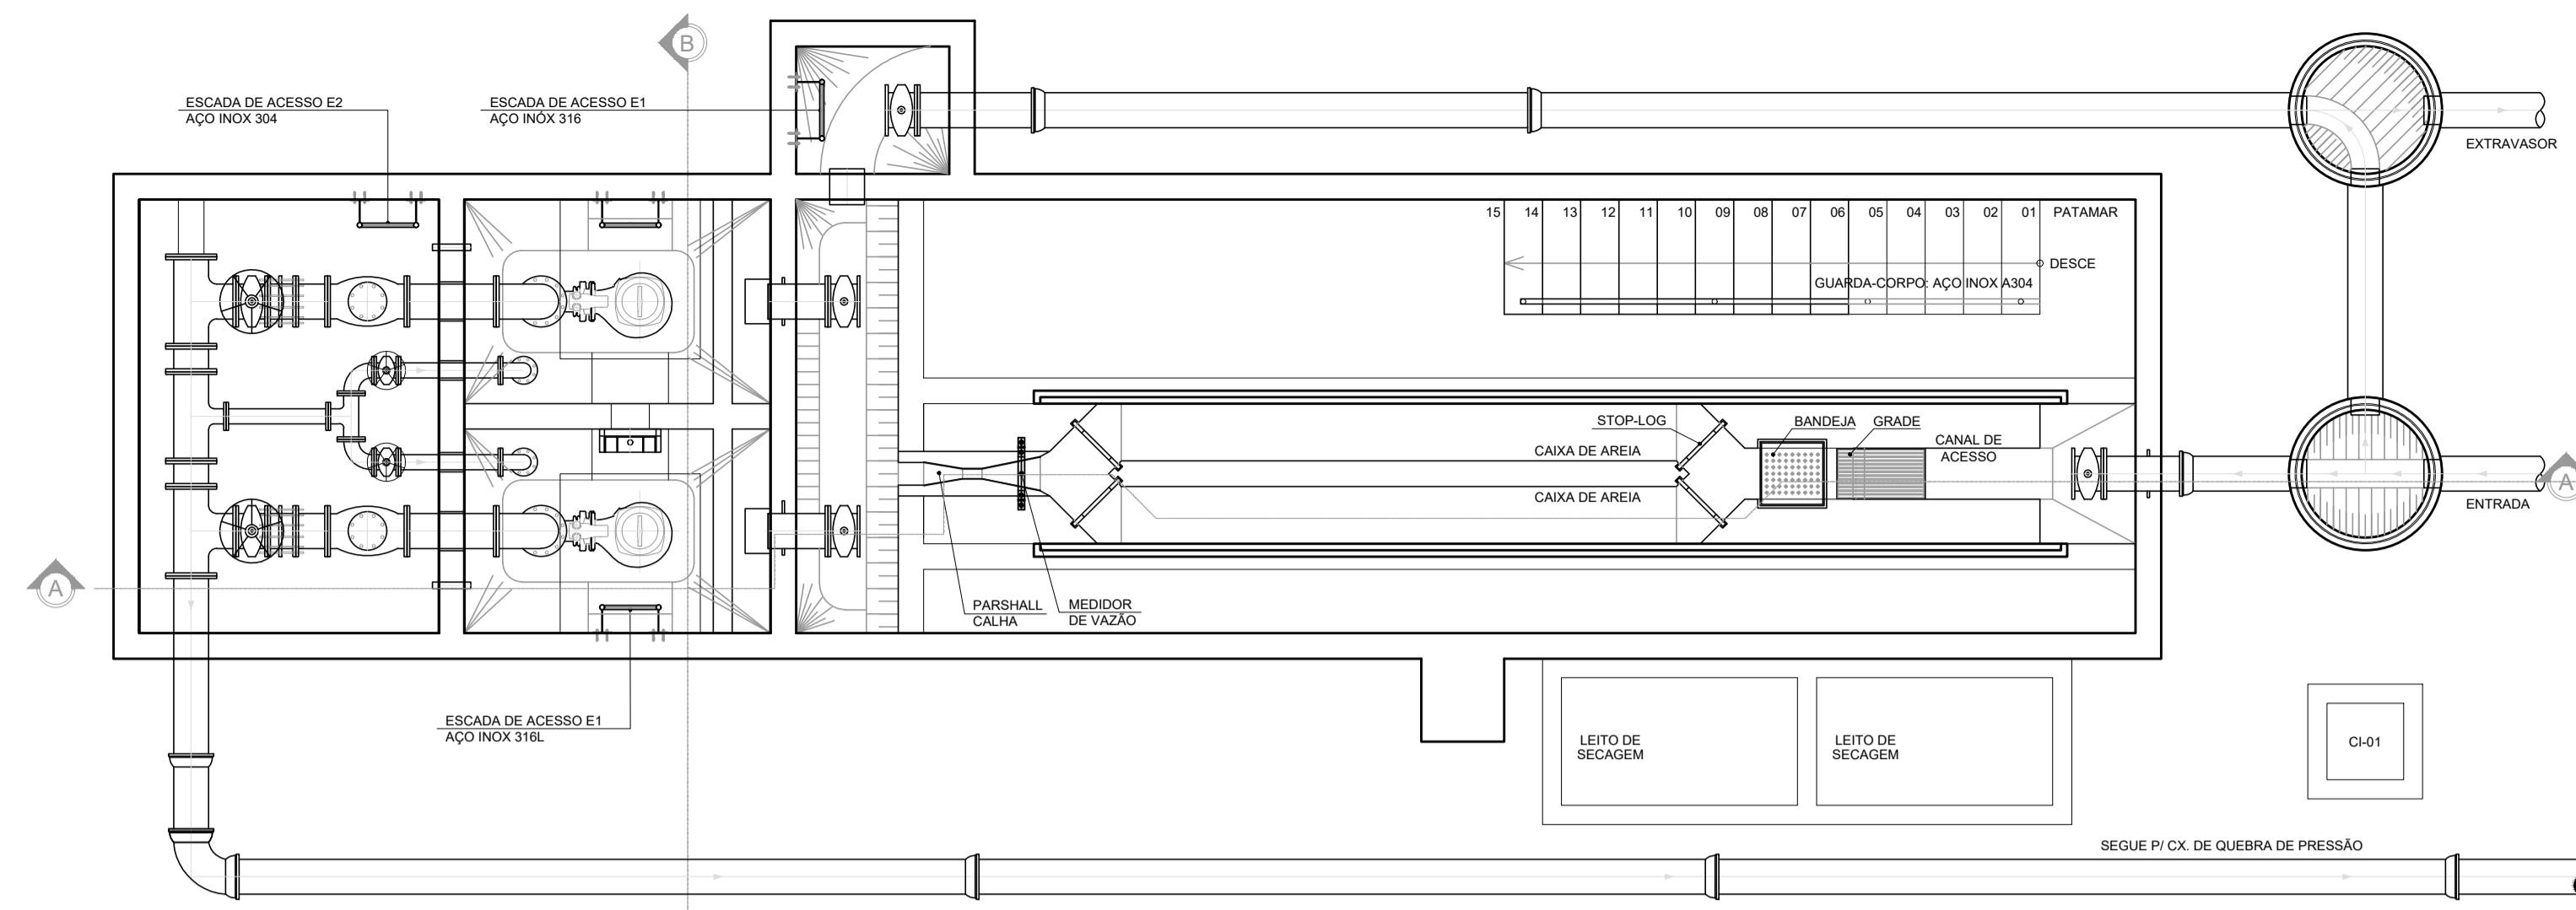 B
ESCADA DE ACESSO E2
AÇO INOX 304
ESCADA DE ACESSO E1
AÇO INÓX 316
EXTRAVASOR
15 14 13 12 11 10 09 08 07 06 05 04 03 02 01 PATAMAR
DESCE
GUARDA-CORPO: AÇO INOX A304
STOP-LOG
BANDEJA
GRADE
CANAL DE
ACESSO
CAIXA DE AREIA
CAIXA DE AREIA
A
ENTRADA
A
PARSHALL
CALHA
MEDIDOR
DE VAZÃO
ESCADA DE ACESSO E1
AÇO INOX 316L
LEITO DE
SECAGEM
LEITO DE
SECAGEM
CI-01
SEGUE P/ CX. DE QUEBRA DE PRESSÃO